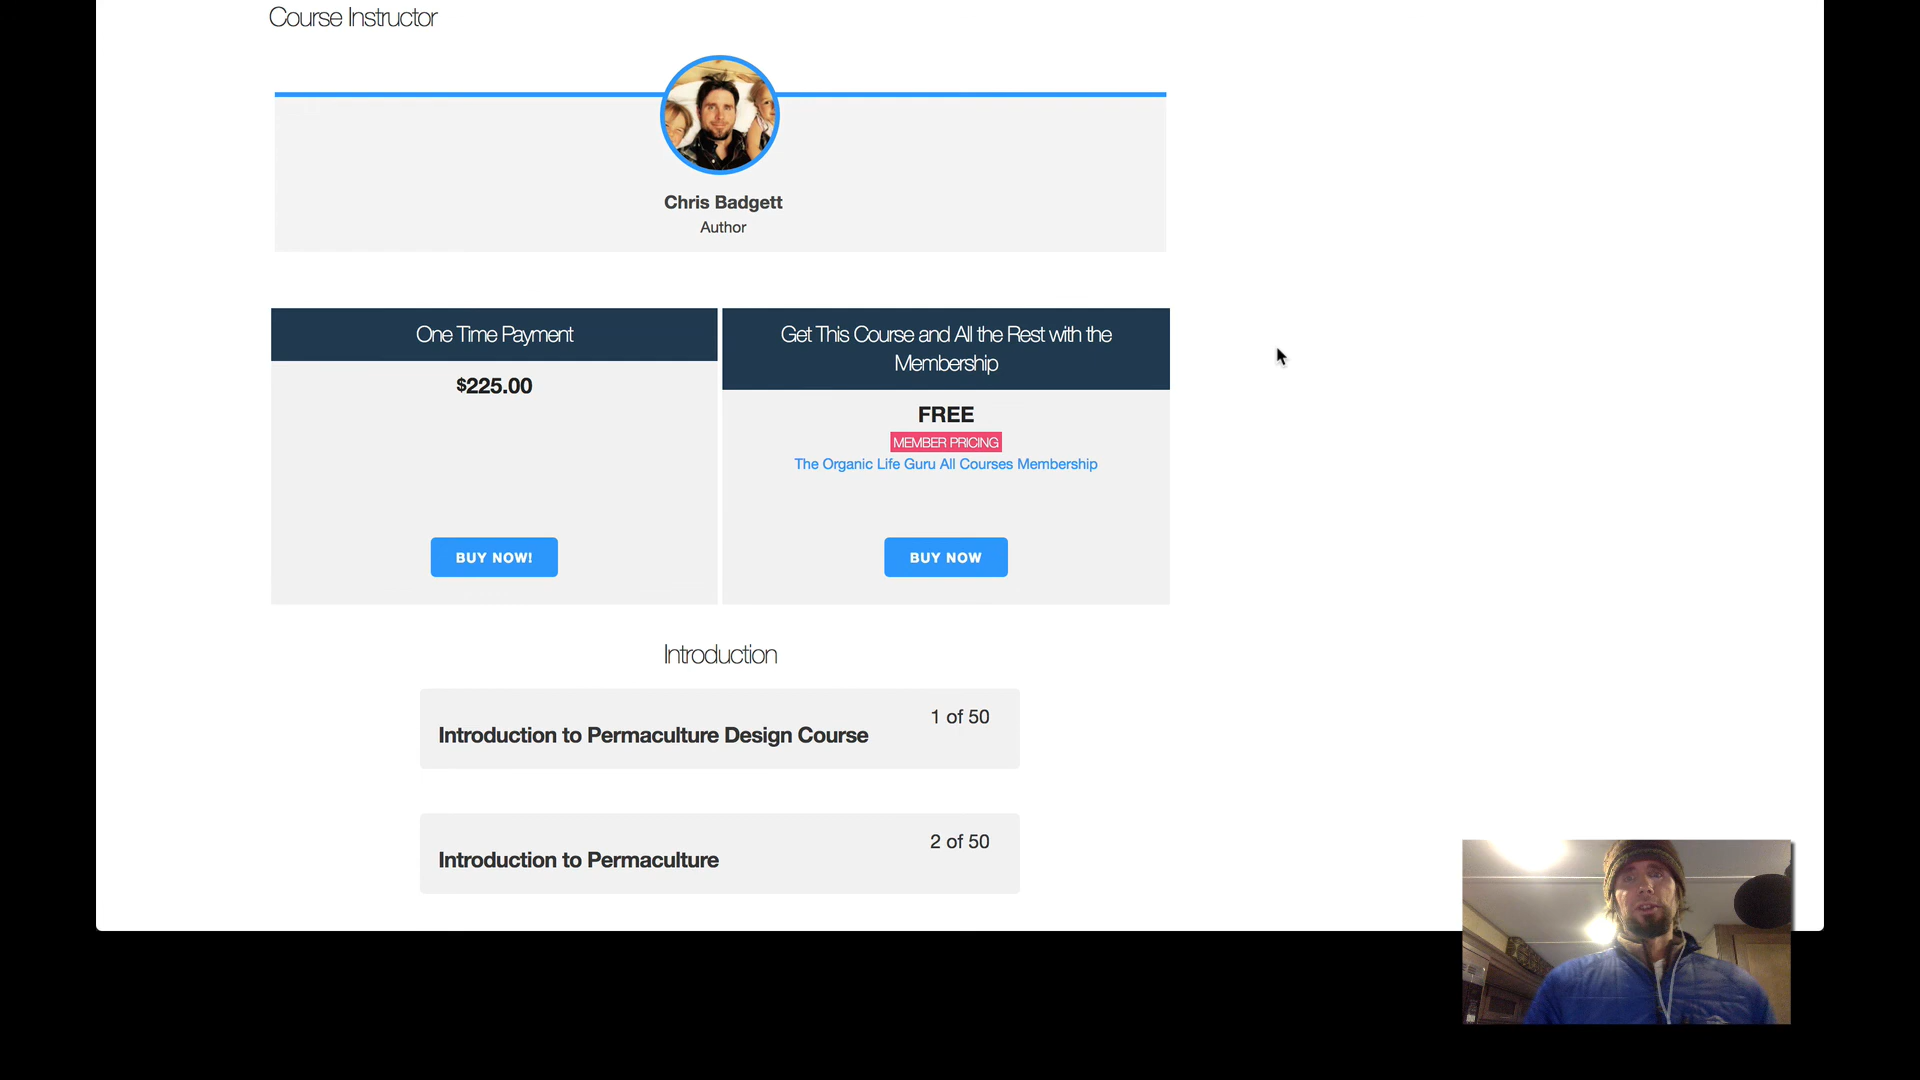 Course Instructor
Chris Badgett
Author
One Time Payment
$225.00
BUY NOW!
Get This Course and All the Rest with the
Membership
FREE
MEMBER PRICING
The Organic Life Guru All Courses Membership
BUY NOW
Introduction
1 of 50
Introduction to Permaculture Design Course
2 of 50
Introduction to Permaculture